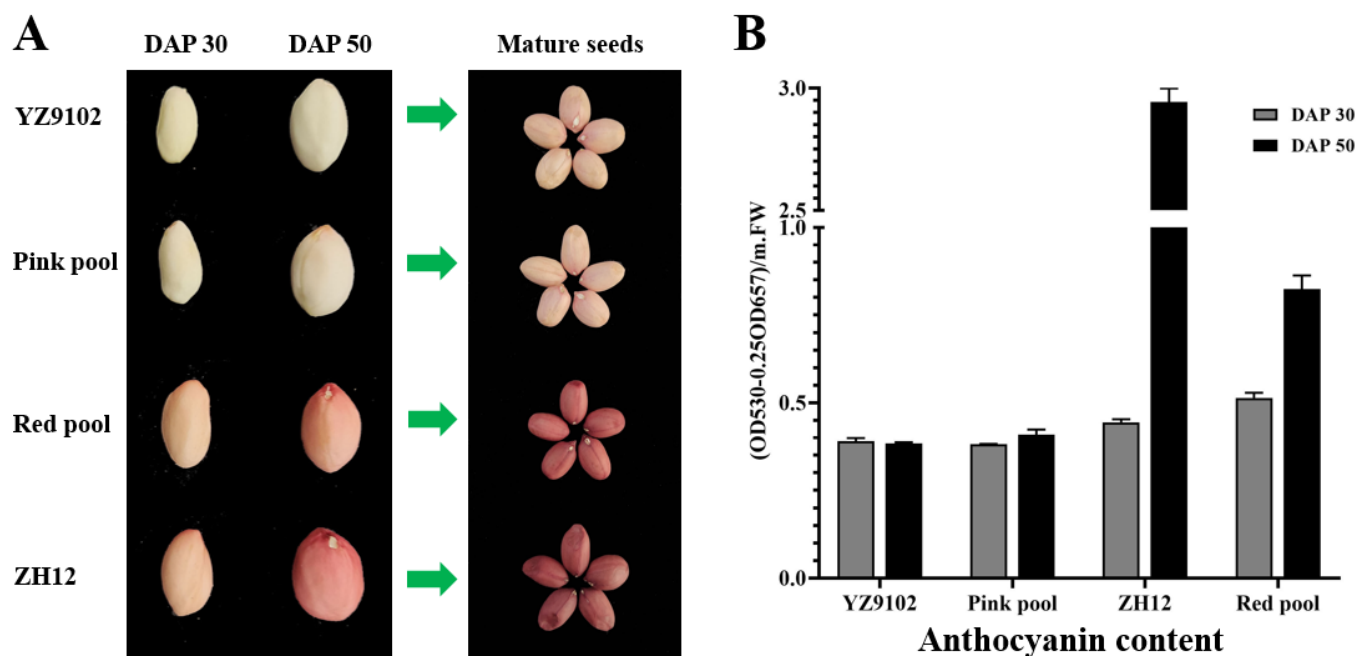 A
DAP 30 DAP 50 Mature seeds
YZ9102
Pink pool
Red pool
ZH12
B
3.0
2.5
1.0
0.5
0.0
(OD530-0.25OD657)/m.FW
DAP 30
DAP 50
YZ9102 Pink pool ZH12 Red pool
Anthocyanin content